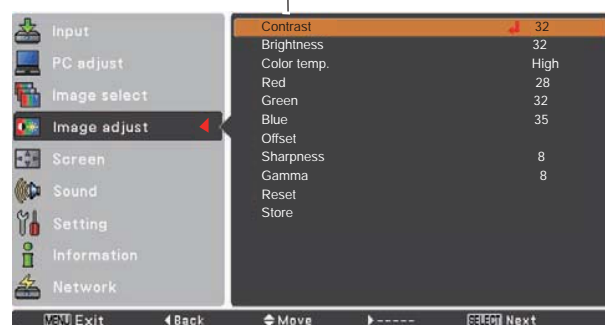 Input
PC adjust
Image select
Image adjust
Screen
Sound
Setting
Information
Network
Contrast 32
Brightness 32
Color temp. High
Red 28
Green 32
Blue 35
Offset
Sharpness 8
Gamma 8
Reset
Store
MENU Exit Back Move ----- SELECT Next